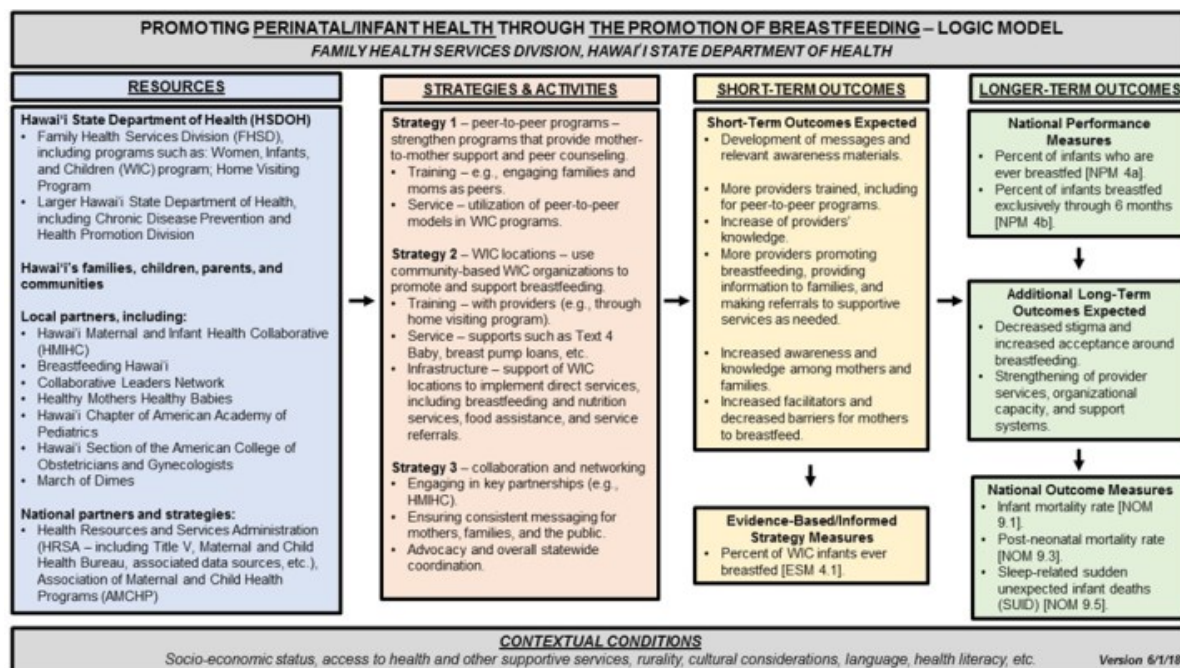 PROMOTING PERINATAL/INFANT HEALTH THROUGH THE PROMOTION OF BREASTFEEDING – LOGIC MODEL
FAMILY HEALTH SERVICES DIVISION, HAWAIʻI STATE DEPARTMENT OF HEALTH
RESOURCES
Hawaiʻi State Department of Health (HSDOH)
• Family Health Services Division (FHSD),
including programs such as: Women, Infants,
and Children (WIC) program; Home Visiting
Program
• Larger Hawaiʻi State Department of Health,
including Chronic Disease Prevention and
Health Promotion Division
Hawaiʻi's families, children, parents, and
communities
Local partners, including:
• Hawaiʻi Maternal and Infant Health Collaborative
(HMIHC)
• Breastfeeding Hawaiʻi
• Collaborative Leaders Network
• Healthy Mothers Healthy Babies
• Hawaiʻi Chapter of American Academy of
Pediatrics
• Hawaiʻi Section of the American College of
Obstetricians and Gynecologists
• March of Dimes
National partners and strategies:
• Health Resources and Services Administration
(HRSA – including Title V, Maternal and Child
Health Bureau, associated data sources, etc.),
Association of Maternal and Child Health
Programs (AMCHP)
STRATEGIES & ACTIVITIES
Strategy 1 – peer-to-peer programs –
strengthen programs that provide mother-
to-mother support and peer counseling.
• Training – e.g., engaging families and
moms as peers.
• Service – utilization of peer-to-peer
models in WIC programs.
Strategy 2 – WIC locations – use
community-based WIC organizations to
promote and support breastfeeding.
• Training – with providers (e.g., through
home visiting program).
• Service – supports such as Text 4
Baby, breast pump loans, etc.
• Infrastructure – support of WIC
locations to implement direct services,
including breastfeeding and nutrition
services, food assistance, and service
referrals.
Strategy 3 – collaboration and networking
• Engaging in key partnerships (e.g.,
HMIHC).
• Ensuring consistent messaging for
mothers, families, and the public.
• Advocacy and overall statewide
coordination.
SHORT-TERM OUTCOMES
Short-Term Outcomes Expected
• Development of messages and
relevant awareness materials.
• More providers trained, including
for peer-to-peer programs.
• Increase of providers'
knowledge.
• More providers promoting
breastfeeding, providing
information to families, and
making referrals to supportive
services as needed.
• Increased awareness and
knowledge among mothers and
families.
• Increased facilitators and
decreased barriers for mothers
to breastfeed.
Evidence-Based/Informed
Strategy Measures
• Percent of WIC infants ever
breastfed [ESM 4.1].
LONGER-TERM OUTCOMES
National Performance
Measures
• Percent of infants who are
ever breastfed [NPM 4a].
• Percent of infants breastfed
exclusively through 6 months
[NPM 4b].
Additional Long-Term
Outcomes Expected
• Decreased stigma and
increased acceptance around
breastfeeding.
• Strengthening of provider
services, organizational
capacity, and support
systems.
National Outcome Measures
• Infant mortality rate [NOM
9.1].
• Post-neonatal mortality rate
[NOM 9.3].
• Sleep-related sudden
unexpected infant deaths
(SUID) [NOM 9.5].
CONTEXTUAL CONDITIONS
Socio-economic status, access to health and other supportive services, rurality, cultural considerations, language, health literacy, etc.
Version 6/1/18